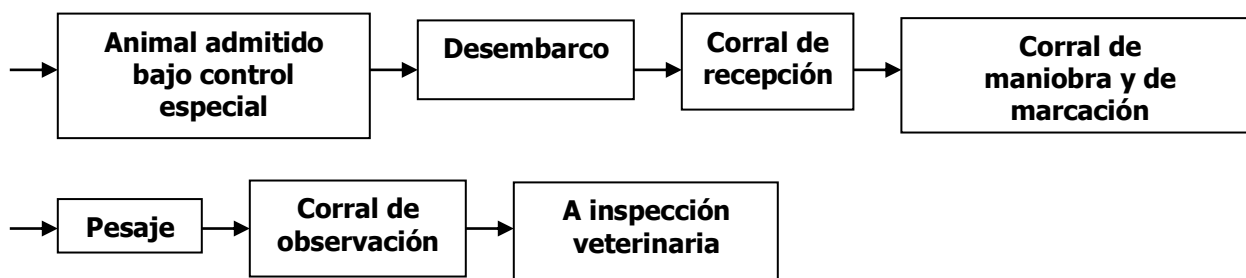 Animal admitido
bajo control
especial
Desembarco
Corral de
recepción
Corral de
maniobra y de
marcación
Pesaje
Corral de
observación
A inspección
veterinaria